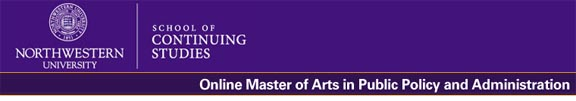 NORTHWESTERN
UNIVERSITY
SCHOOL OF
CONTINUING
STUDIES
Online Master of Arts in Public Policy and Administration